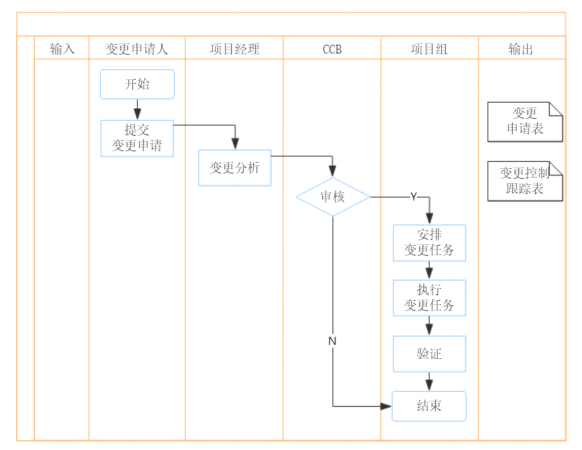 输入
变更申请人
项目经理
CCB
项目组
输出
开始
提交
变更申请
变更分析
审核
Y
N
安排
变更任务
执行
变更任务
验证
结束
变更
申请表
变更控制
跟踪表